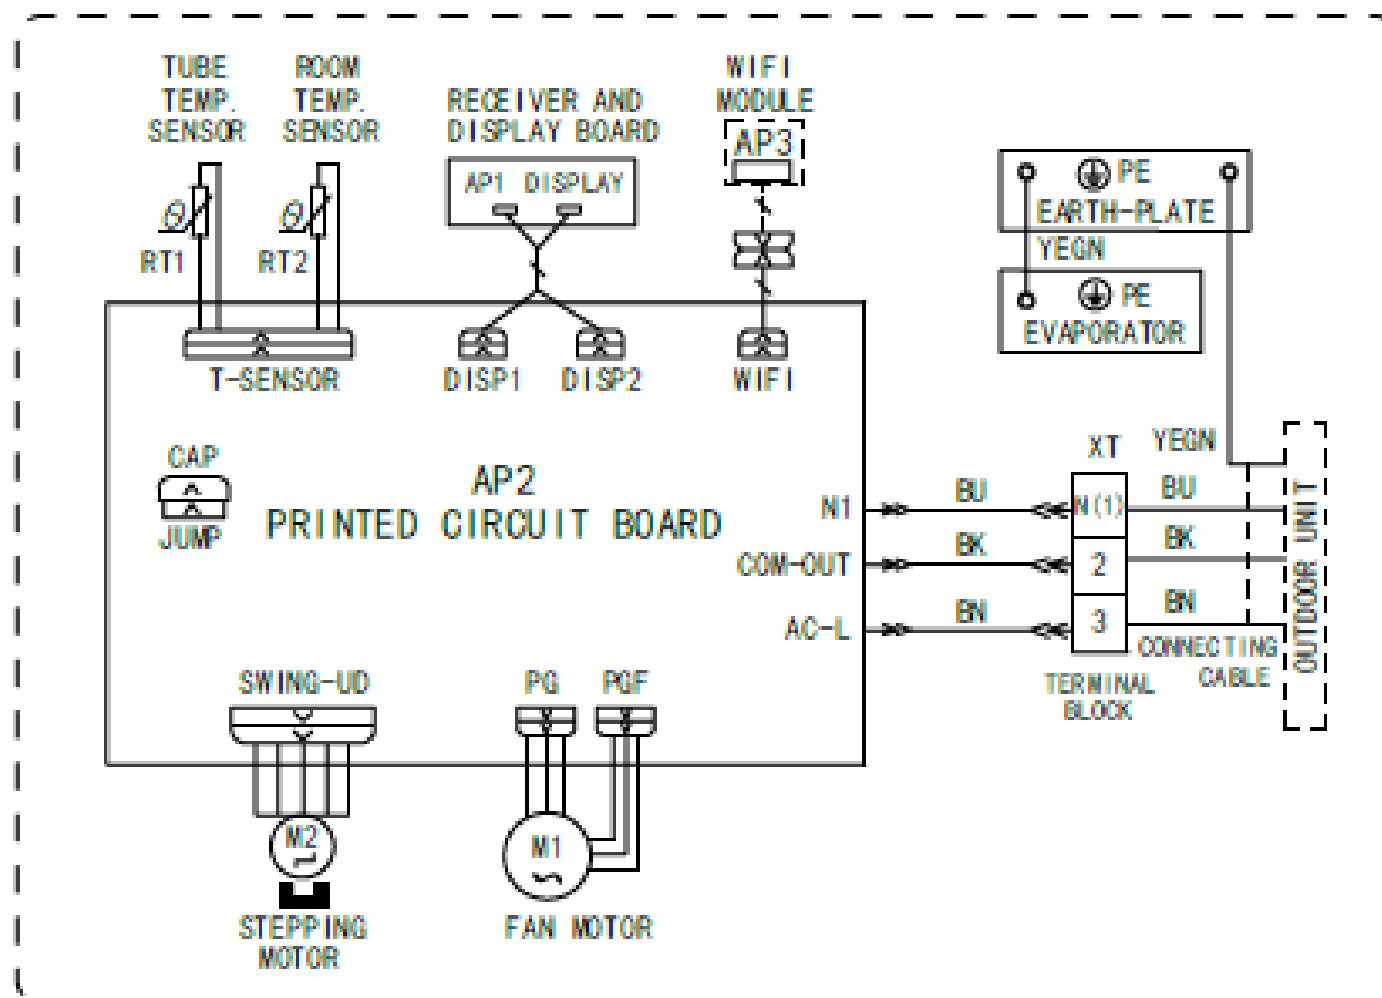 TUBE
TEMP.
SENSOR
ROOM
TEMP.
SENSOR
RECEIVER AND
DISPLAY BOARD
WIFI
MODULE
AP3
AP1 DISPLAY
PE
EARTH-PLATE
YEGN
PE
EVAPORATOR
θ
RT1
θ
RT2
T-SENSOR
DISP1
DISP2
WIFI
CAP
JUMP
AP2
PRINTED CIRCUIT BOARD
N1
COM-OUT
AC-L
BU
BK
BN
XT
N(1)
2
3
TERMINAL
BLOCK
YEGN
BU
BK
BN
CONNECTING
CABLE
OUTDOOR UNIT
SWING-UD
PG
PGF
M2
STEPPING
MOTOR
M1
FAN MOTOR